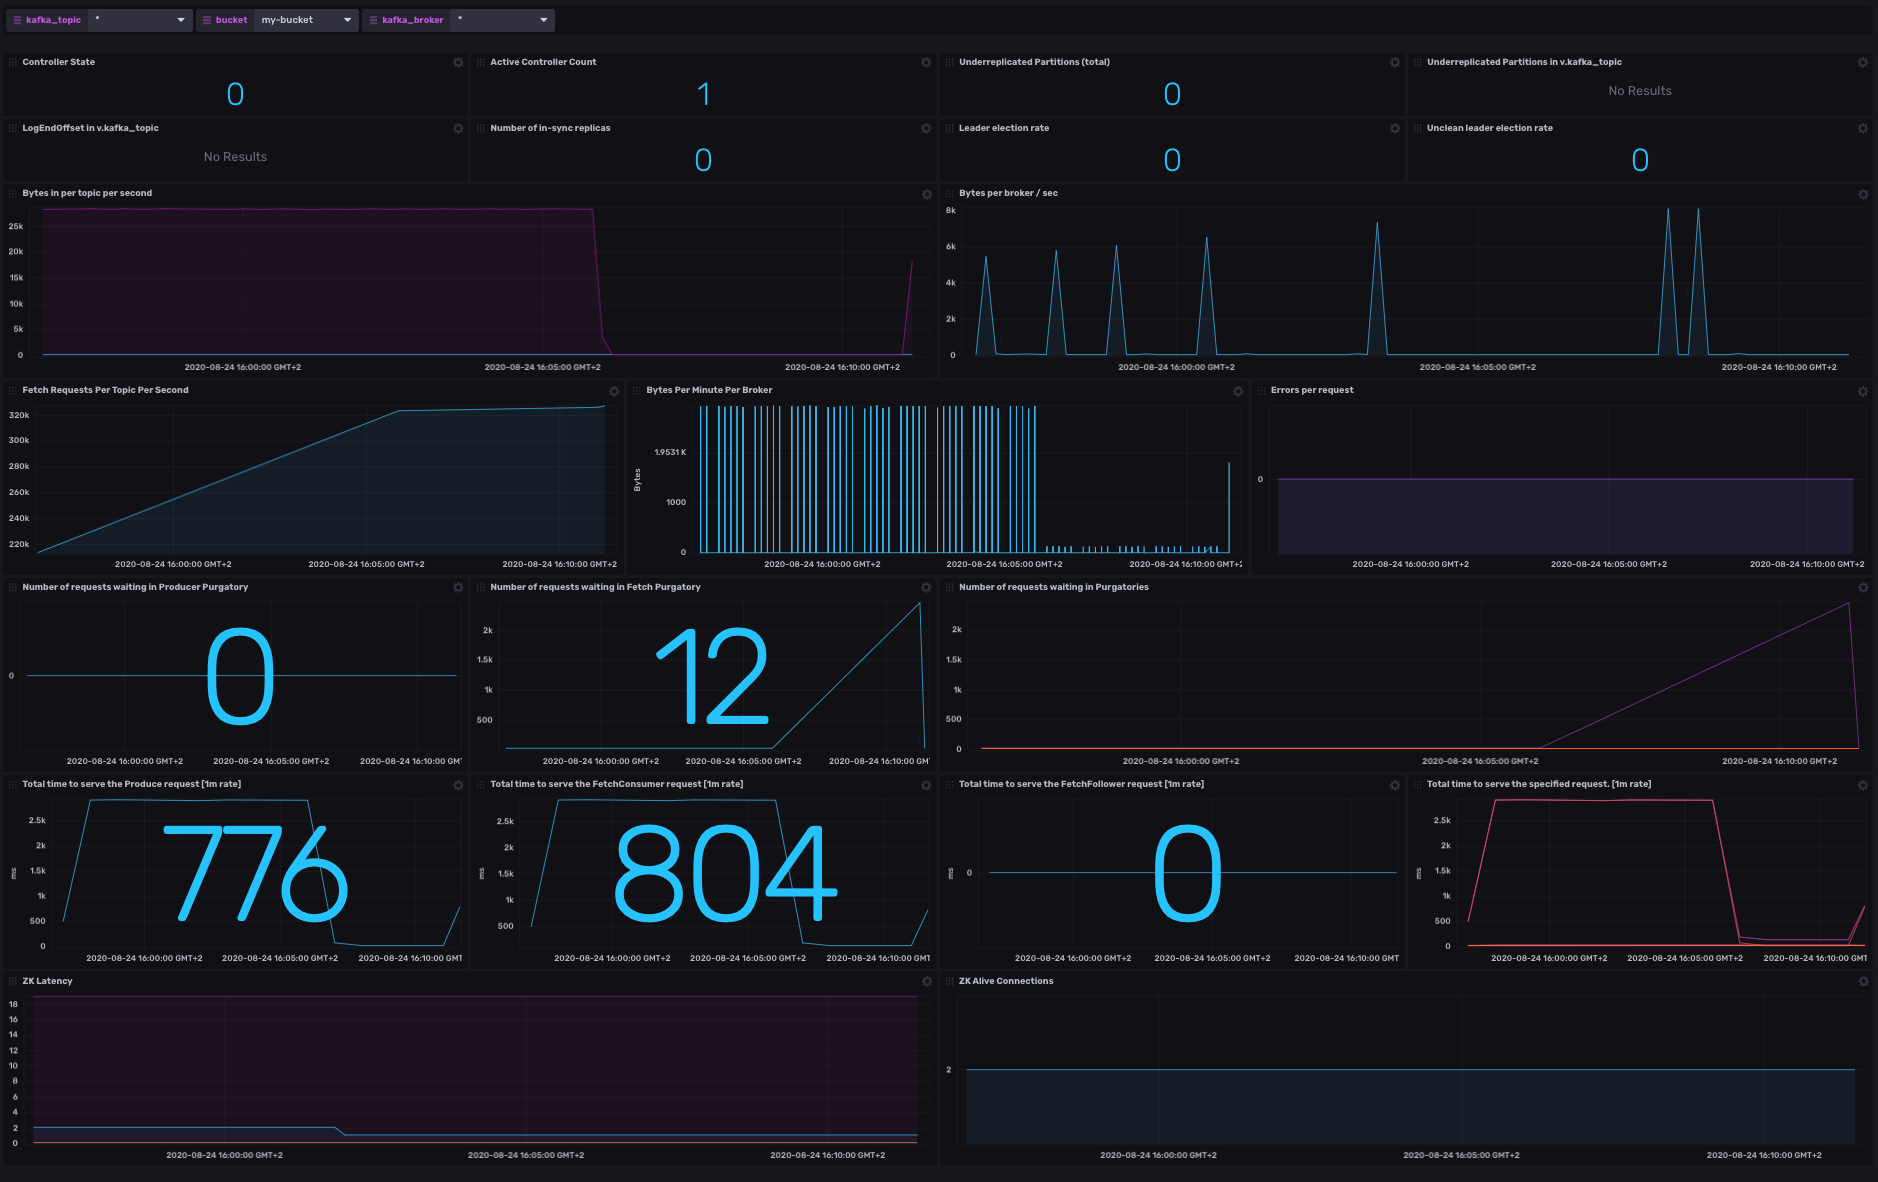 kafka_topic * bucket my-bucket kafka_broker *
Controller State
0
Active Controller Count
1
Underreplicated Partitions (total)
0
Underreplicated Partitions in v.kafka_topic
No Results
LogEndOffset in v.kafka_topic
No Results
Number of in-sync replicas
0
Leader election rate
0
Unclean leader election rate
0
Bytes in per topic per second
25k
20k
15k
10k
5k
0
2020-08-24 16:00:00 GMT+2 2020-08-24 16:05:00 GMT+2 2020-08-24 16:10:00 GMT+2
Bytes per broker / sec
8k
6k
4k
2k
0
2020-08-24 16:00:00 GMT+2 2020-08-24 16:05:00 GMT+2 2020-08-24 16:10:00 GMT+2
Fetch Requests Per Topic Per Second
320k
300k
280k
260k
240k
220k
2020-08-24 16:00:00 GMT+2 2020-08-24 16:05:00 GMT+2 2020-08-24 16:10:00 GMT+2
Bytes Per Minute Per Broker
Bytes
1.9531 K
1000
0
2020-08-24 16:00:00 GMT+2 2020-08-24 16:05:00 GMT+2 2020-08-24 16:10:00 GMT+2
Errors per request
0
2020-08-24 16:00:00 GMT+2 2020-08-24 16:05:00 GMT+2 2020-08-24 16:10:00 GMT+2
Number of requests waiting in Producer Purgatory
0
0
2020-08-24 16:00:00 GMT+2 2020-08-24 16:05:00 GMT+2 2020-08-24 16:10:00 GM
Number of requests waiting in Fetch Purgatory
2k
1.5k
1k
500
12
2020-08-24 16:00:00 GMT+2 2020-08-24 16:05:00 GMT+2 2020-08-24 16:10:00 GM
Number of requests waiting in Purgatories
2k
1.5k
1k
500
0
2020-08-24 16:00:00 GMT+2 2020-08-24 16:05:00 GMT+2 2020-08-24 16:10:00 GMT+2
Total time to serve the Produce request [1m rate]
ms
2.5k
2k
1.5k
1k
500
0
776
2020-08-24 16:00:00 GMT+2 2020-08-24 16:05:00 GMT+2 2020-08-24 16:10:00 GMT
Total time to serve the FetchConsumer request [1m rate]
ms
2.5k
2k
1.5k
1k
500
804
2020-08-24 16:00:00 GMT+2 2020-08-24 16:05:00 GMT+2 2020-08-24 16:10:00 GMT
Total time to serve the FetchFollower request [1m rate]
ms
0
0
2020-08-24 16:00:00 GMT+2 2020-08-24 16:05:00 GMT+2 2020-08-24 16:10:00 GMT
Total time to serve the specified request. [1m rate]
ms
2.5k
2k
1.5k
1k
500
0
2020-08-24 16:00:00 GMT+2 2020-08-24 16:05:00 GMT+2 2020-08-24 16:10:00 GMT
ZK Latency
18
16
14
12
10
8
6
4
2
0
2020-08-24 16:00:00 GMT+2 2020-08-24 16:05:00 GMT+2 2020-08-24 16:10:00 GMT+2
ZK Alive Connections
2
2020-08-24 16:00:00 GMT+2 2020-08-24 16:05:00 GMT+2 2020-08-24 16:10:00 GMT+2